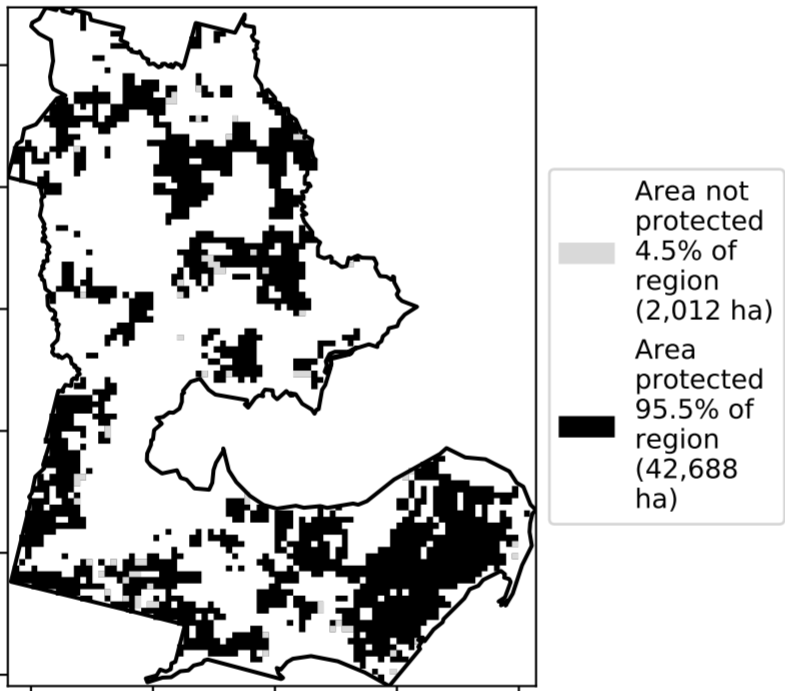 Area not
protected
4.5% of
region
(2,012 ha)
Area
protected
95.5% of
region
(42,688
ha)